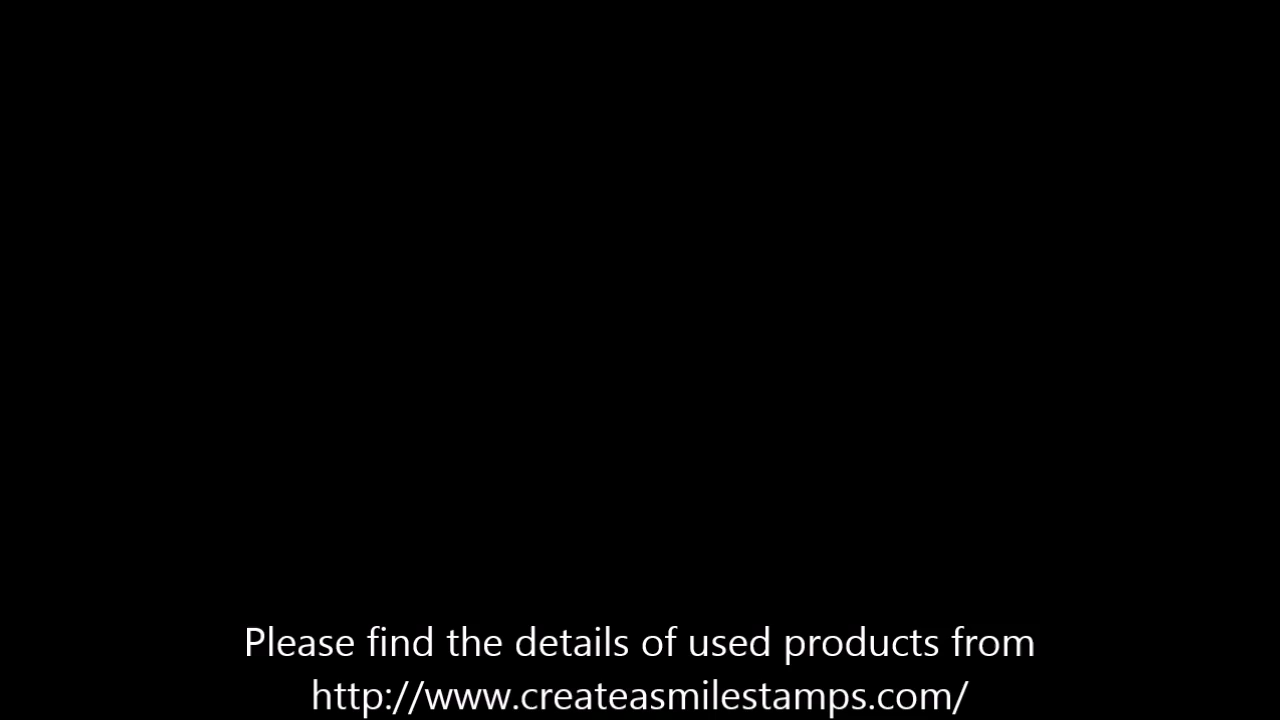 Please find the details of used products from
http://www.createasmilestamps.com/